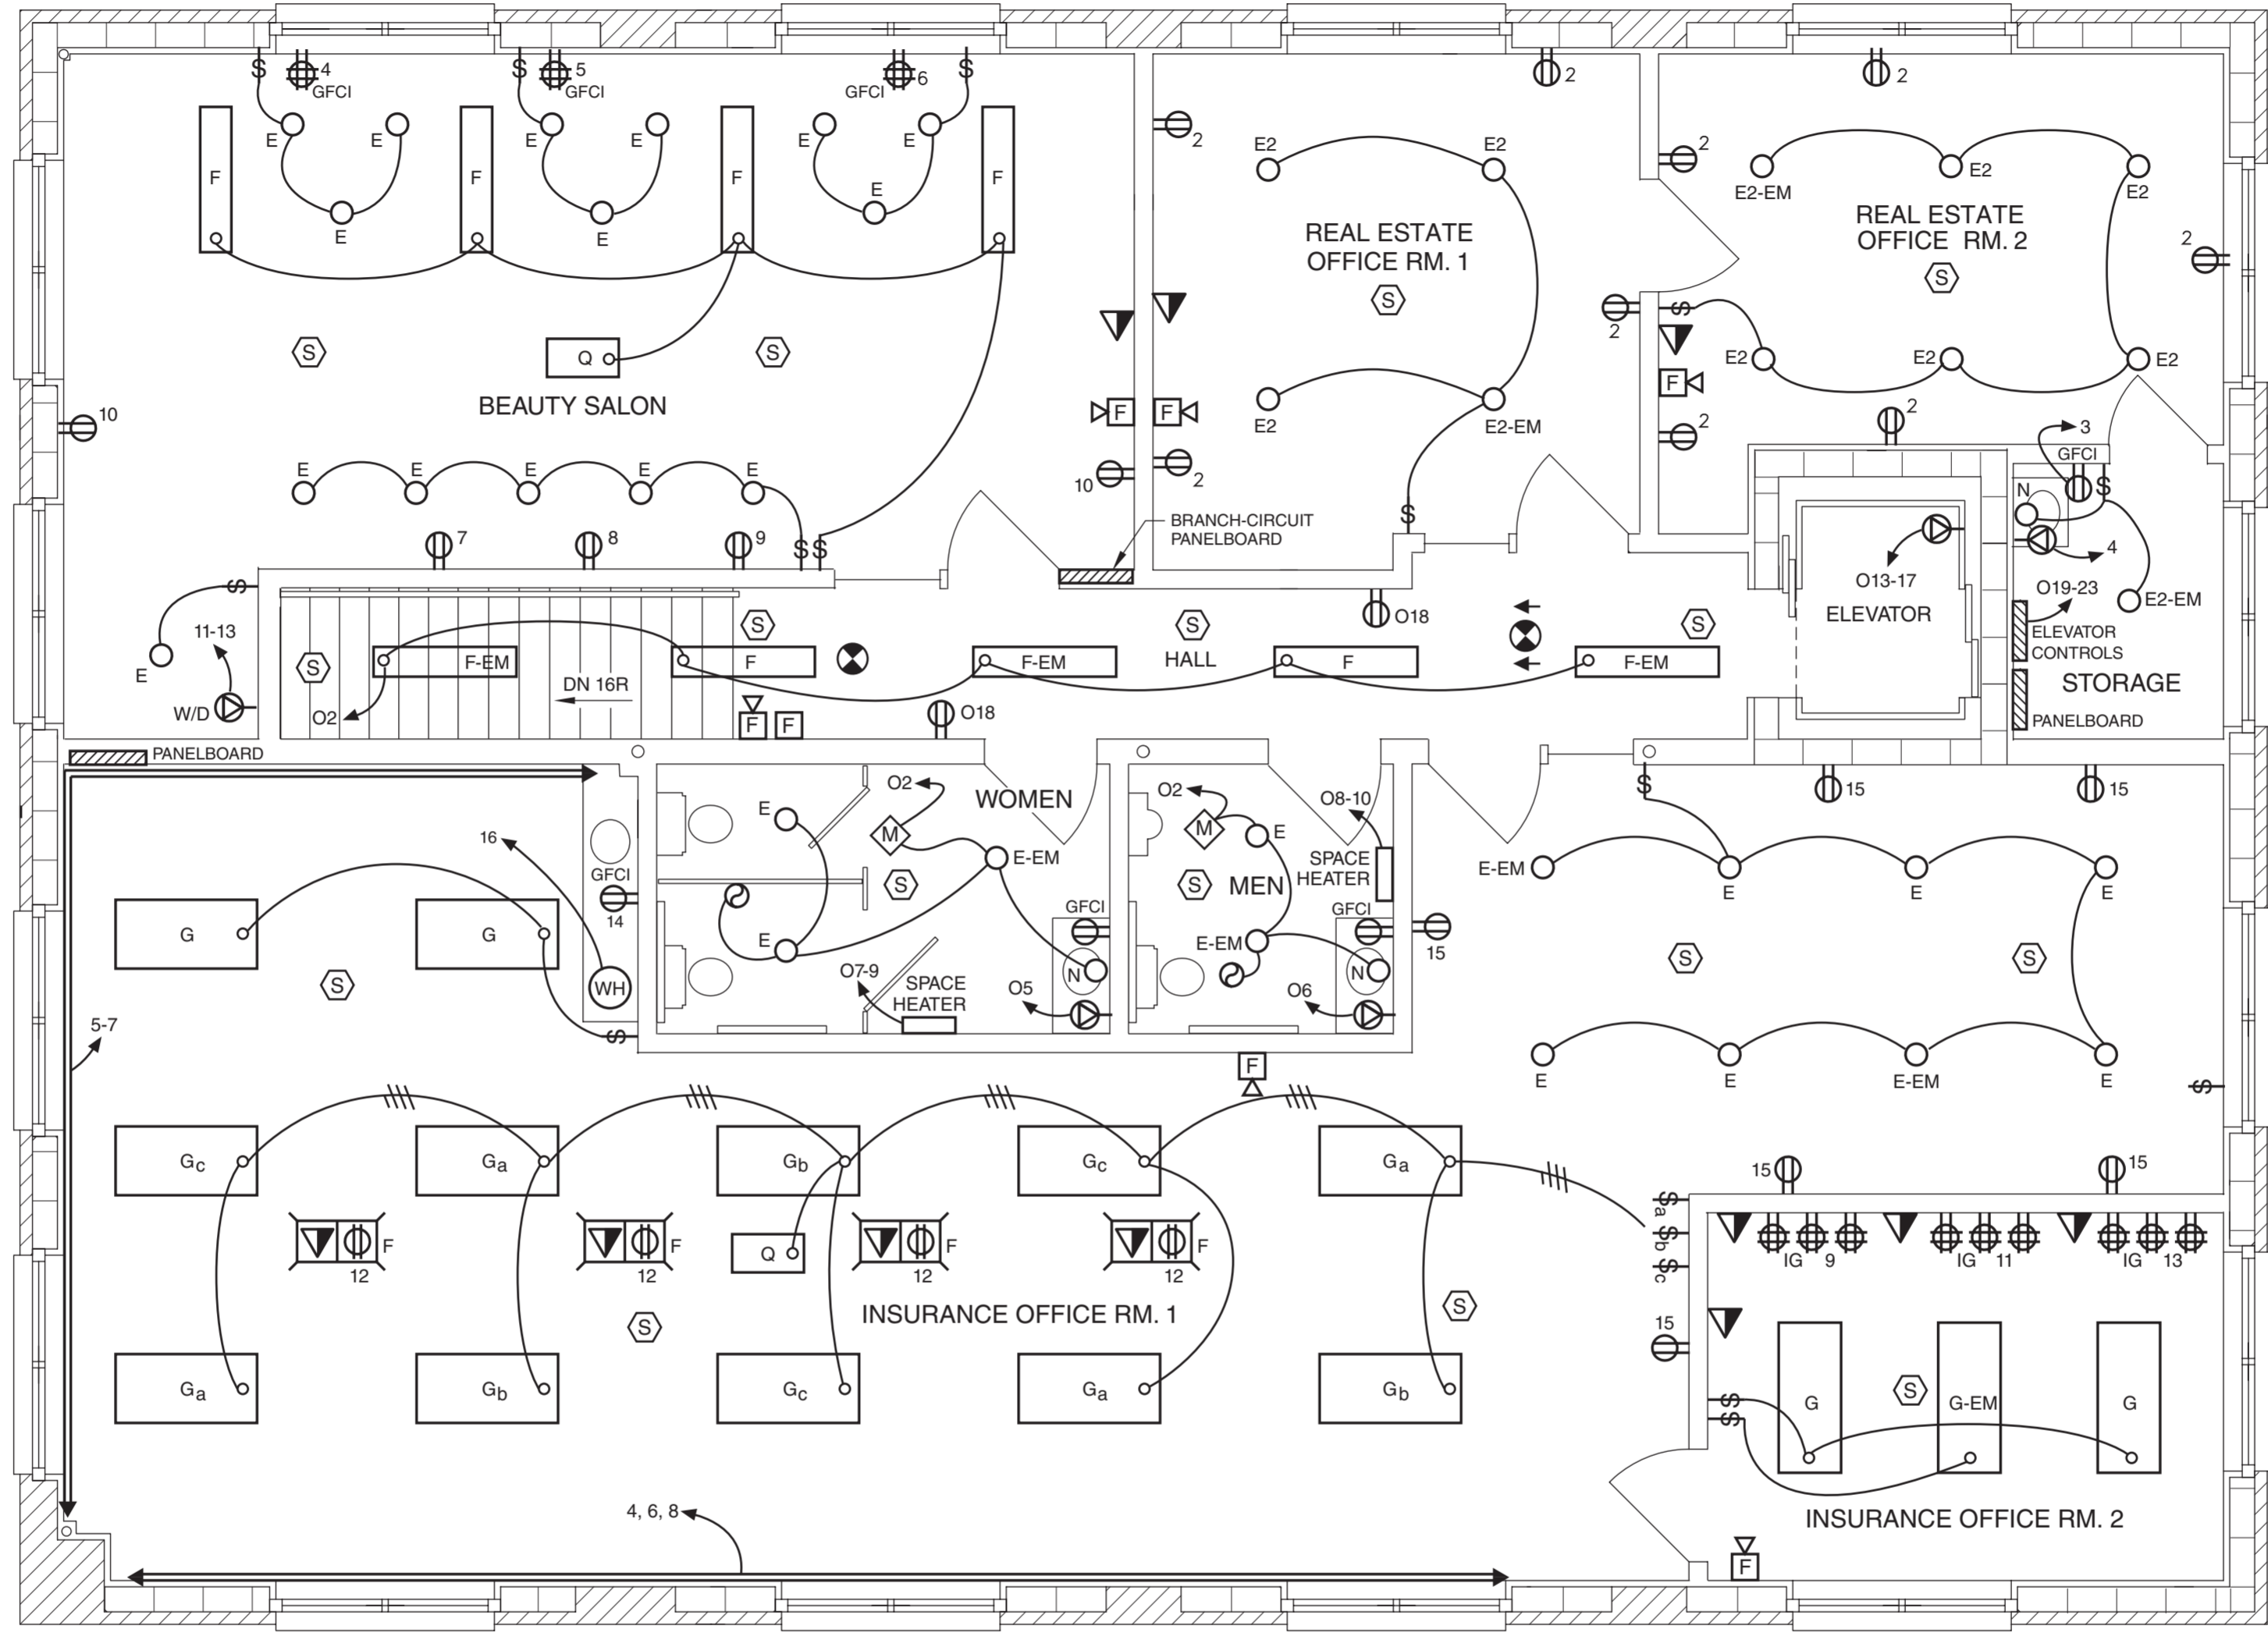 S
4
GFCI
S
5
GFCI
GFCI
6
S
2
2
E
E
E
E
E
E
E
E
E
F
F
F
F
2
E2
E2
2
E2-EM
E2
E2
REAL ESTATE
OFFICE RM. 1
S
REAL ESTATE
OFFICE RM. 2
S
2
2
S
S
S
Q
BEAUTY SALON
10
F
F
F
E2
E2
E2
E2
E2-EM
2
2
2
10
E
E
E
E
E
7
8
9
S
S
S
BRANCH-CIRCUIT
PANELBOARD
3
GFCI
N
S
4
O13-17
ELEVATOR
O19-23
E2-EM
ELEVATOR
CONTROLS
STORAGE
PANELBOARD
S
11-13
E
W/D
S
S
S
S
O18
F-EM
F
F-EM
HALL
F
F-EM
DN 16R
O2
F
F
O18
PANELBOARD
O2
WOMEN
O2
O8-10
S
15
15
16
GFCI
14
WH
E
M
E-EM
S
E
GFCI
N
O7-9
SPACE
HEATER
O5
M
E
SPACE
HEATER
S
MEN
GFCI
E-EM
N
O6
15
E-EM
E
E
E
S
S
E
E
E-EM
E
S
G
G
S
S
5-7
F
Gc
Ga
Gb
Gc
Ga
15
15
Sa
Sb
Sc
F
12
F
12
Q
F
12
F
12
IG 9
IG 11
IG 13
INSURANCE OFFICE RM. 1
S
S
15
Ga
Gb
Gc
Ga
Gb
S
S
S
G
G-EM
G
4, 6, 8
INSURANCE OFFICE RM. 2
F